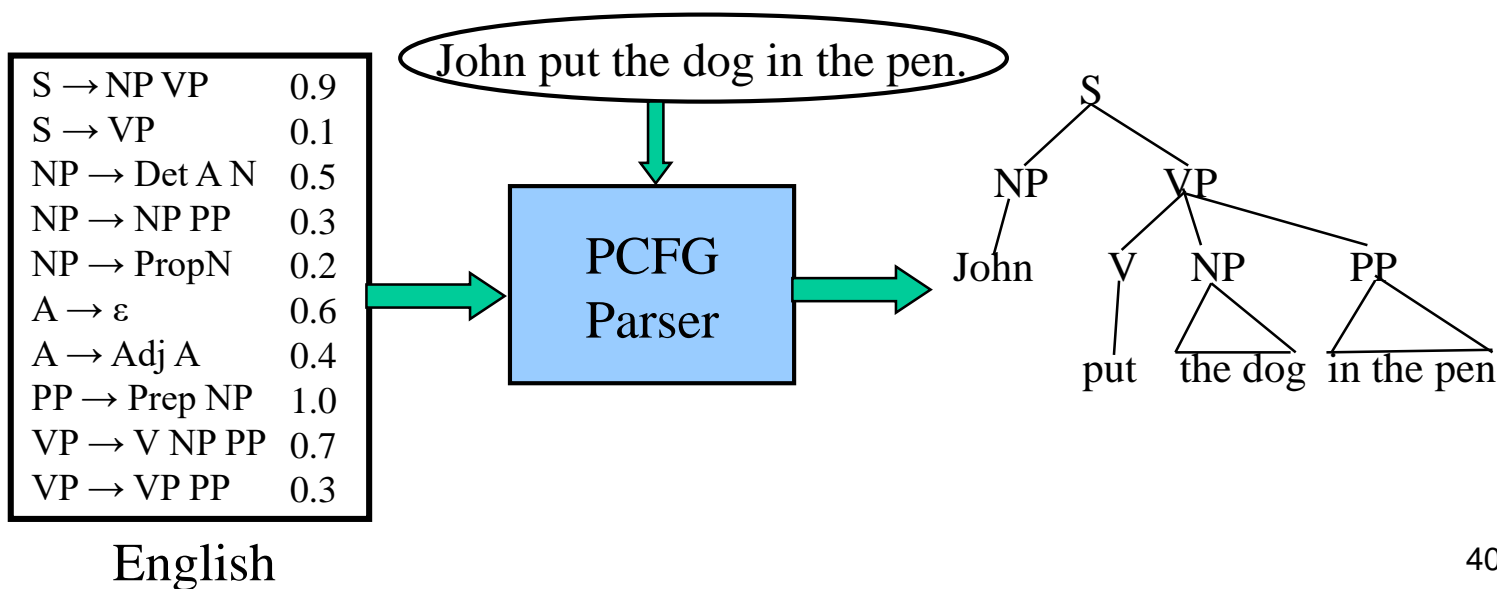 John put the dog in the pen.
S → NP VP 0.9
S → VP 0.1
NP → Det A N 0.5
NP → NP PP 0.3
NP → PropN 0.2
A → ε 0.6
A → Adj A 0.4
PP → Prep NP 1.0
VP → V NP PP 0.7
VP → VP PP 0.3
English
PCFG
Parser
S
NP VP
John V NP PP
put the dog in the pen
40